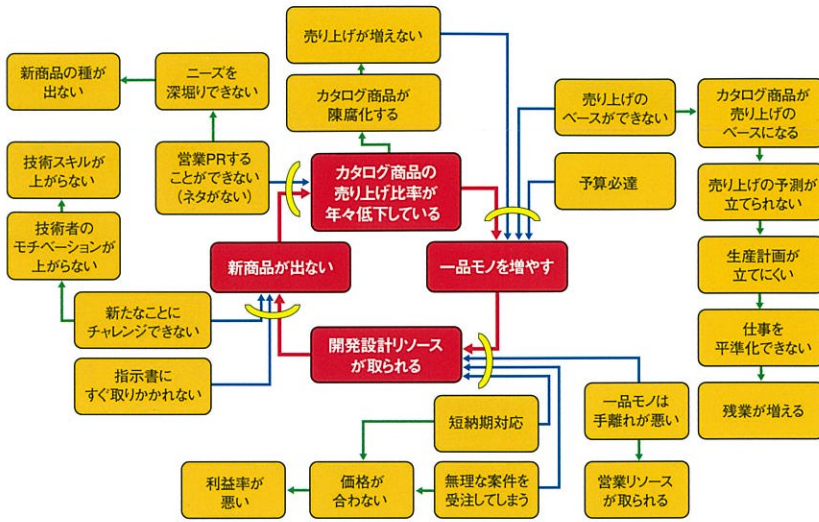 売り上げが増えない
新商品の種が
出ない
ニーズを
深堀りできない
カタログ商品が
陳腐化する
売り上げの
ベースができない
カタログ商品が
売り上げの
ベースになる
技術スキルが
上がらない
営業PRする
ことができない
(ネタがない)
カタログ商品の
売り上げ比率が
年々低下している
予算必達
売り上げの予測が
立てられない
技術者の
モチベーションが
上がらない
新商品が出ない
一品モノを増やす
生産計画が
立てにくい
新たなことに
チャレンジできない
開発設計リソース
が取られる
仕事を
平準化できない
指示書に
すぐ取りかかれない
短納期対応
一品モノは
手離れが悪い
残業が増える
利益率が
悪い
価格が
合わない
無理な案件を
受注してしまう
営業リソース
が取られる